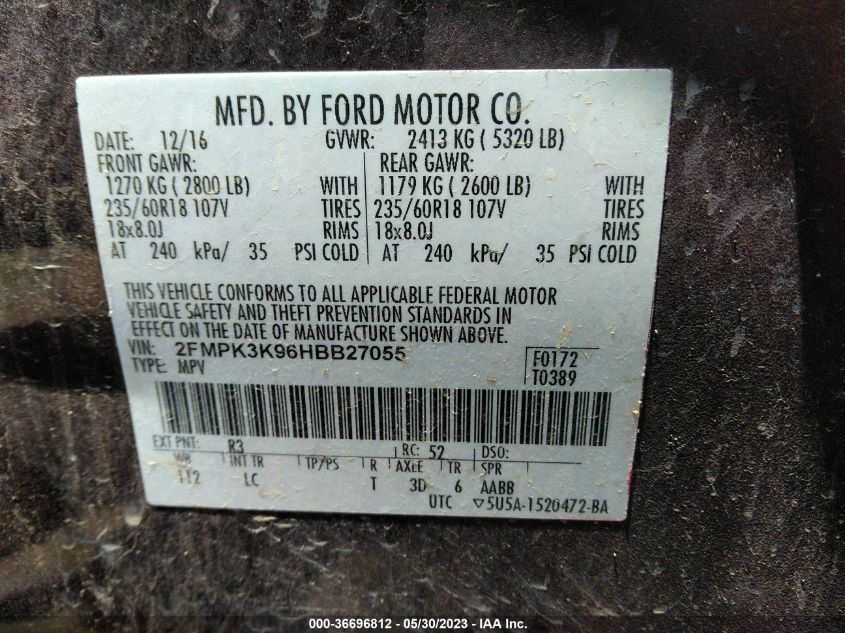 MFD. BY FORD MOTOR CO.
DATE: 12/16 GVWR: 2413 KG ( 5320 LB)
FRONT GAWR: REAR GAWR:
1270 KG ( 2800 LB) WITH 1179 KG ( 2600 LB) WITH
235/60R18 107V TIRES 235/60R18 107V TIRES
18x8.0J RIMS 18x8.0J RIMS
AT 240 kPa/ 35 PSI COLD AT 240 kPa/ 35 PSI COLD
THIS VEHICLE CONFORMS TO ALL APPLICABLE FEDERAL MOTOR
VEHICLE SAFETY AND THEFT PREVENTION STANDARDS IN
EFFECT ON THE DATE OF MANUFACTURE SHOWN ABOVE.
VIN: 2FMPK3K96HBB27055 F0172
TYPE: MPV T0389
EXT PNT: R3 RC: 52 DSO:
WB INT TR TP/PS R AXLE TR SPR
112 LC T 3D 6 AABB
UTC ▽5U5A-1520472-BA
000-36696812 - 05/30/2023 - IAA Inc.